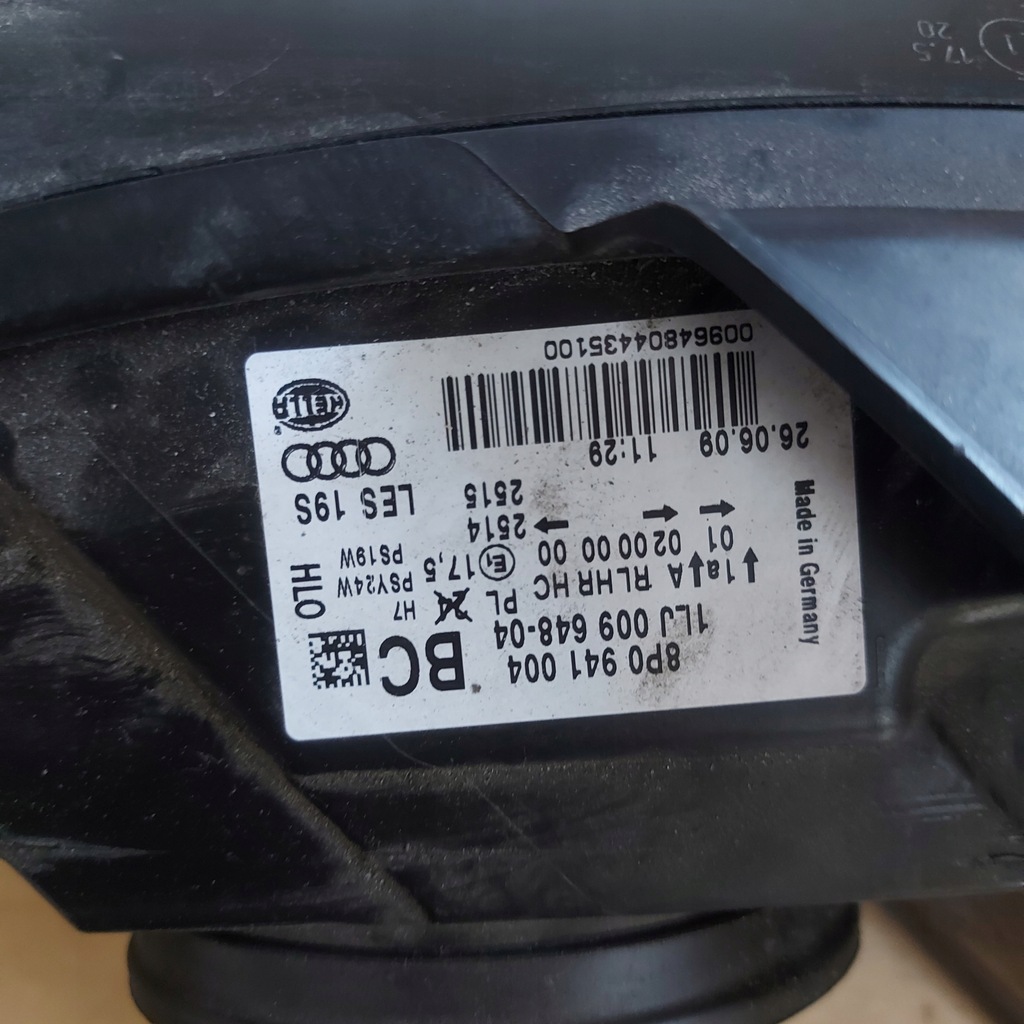 8P0 941 004 BC
1LJ 009 648-04
1a A RLHR HC PL
H7
01 02 00 00 00 E1 17,5 PSY24W
2514 PS19W
2515 LES 19S
HLO
26.06.09 11:29
HELLA
00964804435100
Made in Germany
17.5
20
1